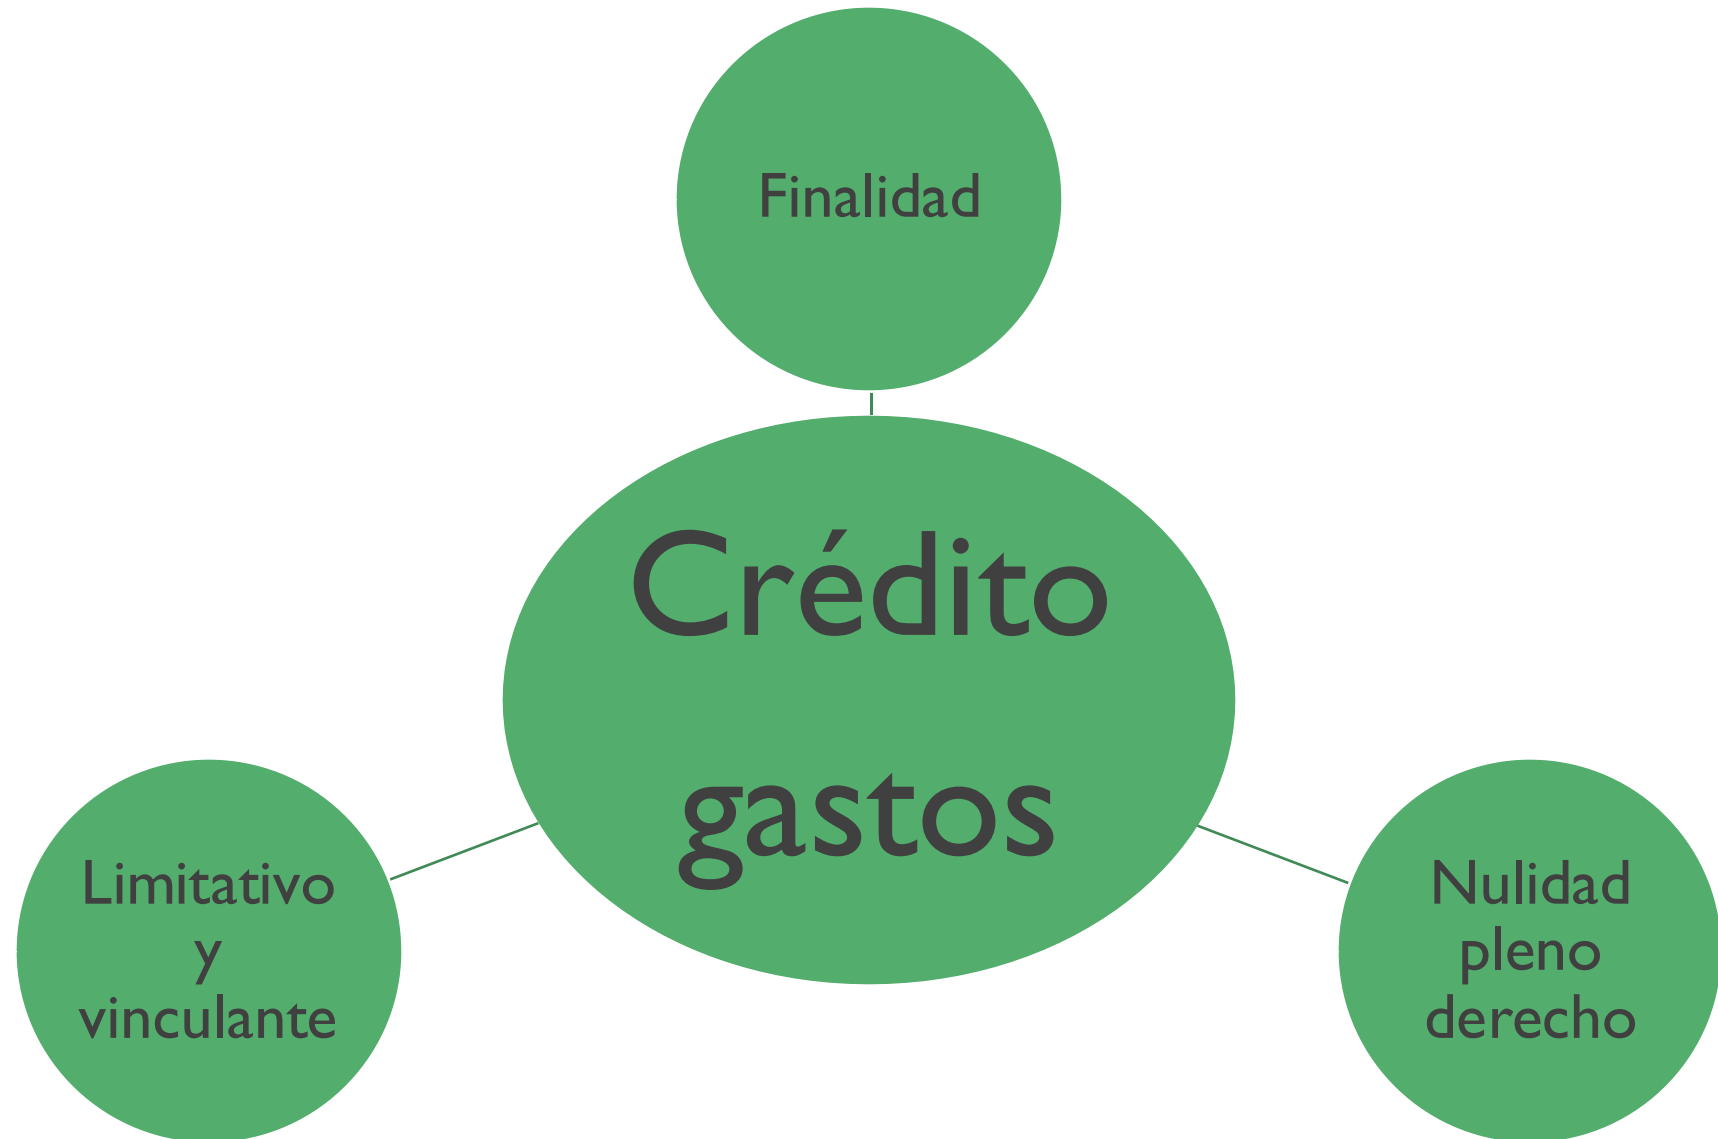 Finalidad
Crédito
gastos
Limitativo
y
vinculante
Nulidad
pleno
derecho